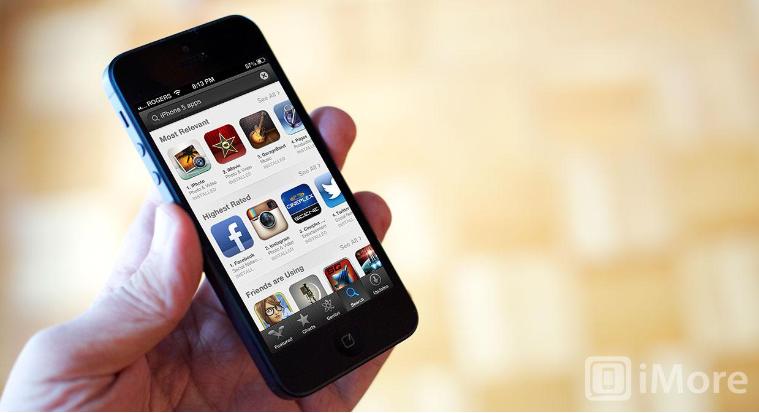 ROGERS 8:13 PM 57%
iPhone 5 apps
Most Relevant See All >
1. iPhoto
Photo & Video
INSTALLED
2. iMovie
Photo & Video
INSTALLED
3. GarageBand
Music
INSTALLED
4. Pages
INSTALLED
Highest Rated See All >
CINEPLEX
SCENE
1. Facebook
INSTALL
2. Instagram
Photo & Video
INSTALLED
3. Cineplex ...
Entertainment
INSTALLED
4. Twitter
Friends are Using See All >
Featured Charts Genius Search Updates
iMore